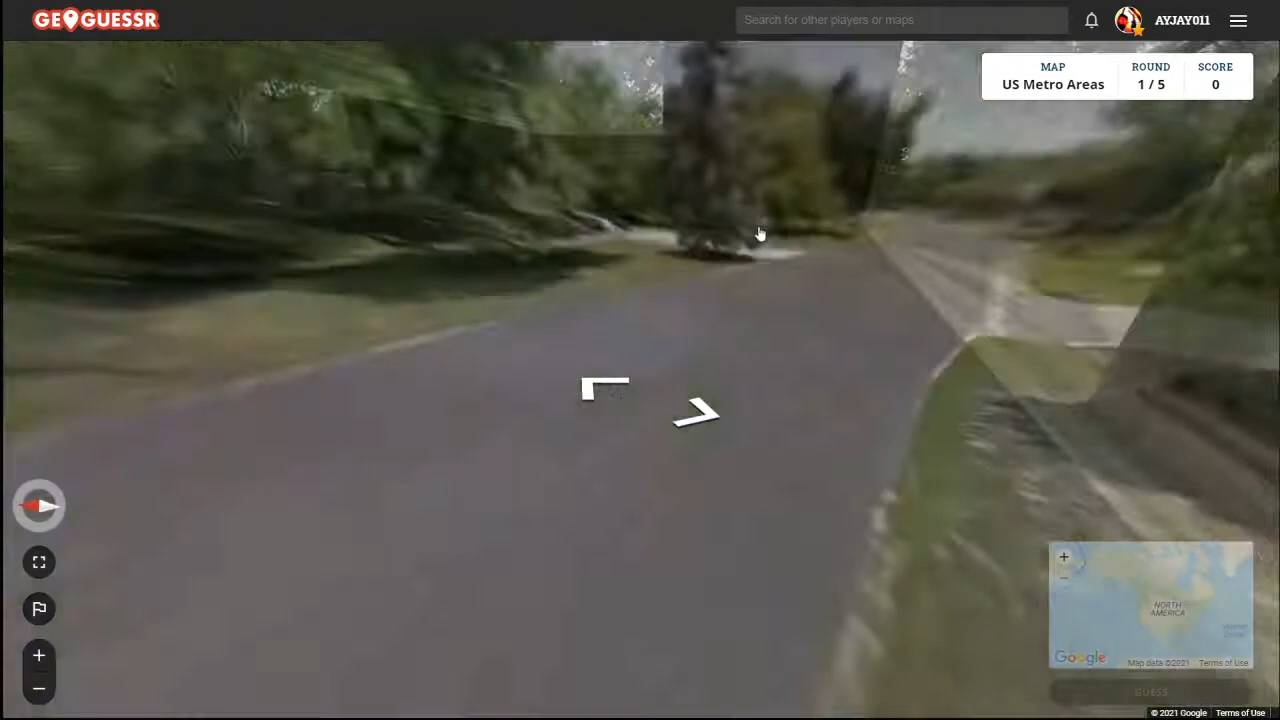 GEOGUESSR
Search for other players or maps
AYJAY011
MAP
US Metro Areas
ROUND
1 / 5
SCORE
0
NORTH
AMERICA
Google
Map data ©2021
Terms of Use
GUESS
© 2021 Google
Terms of Use